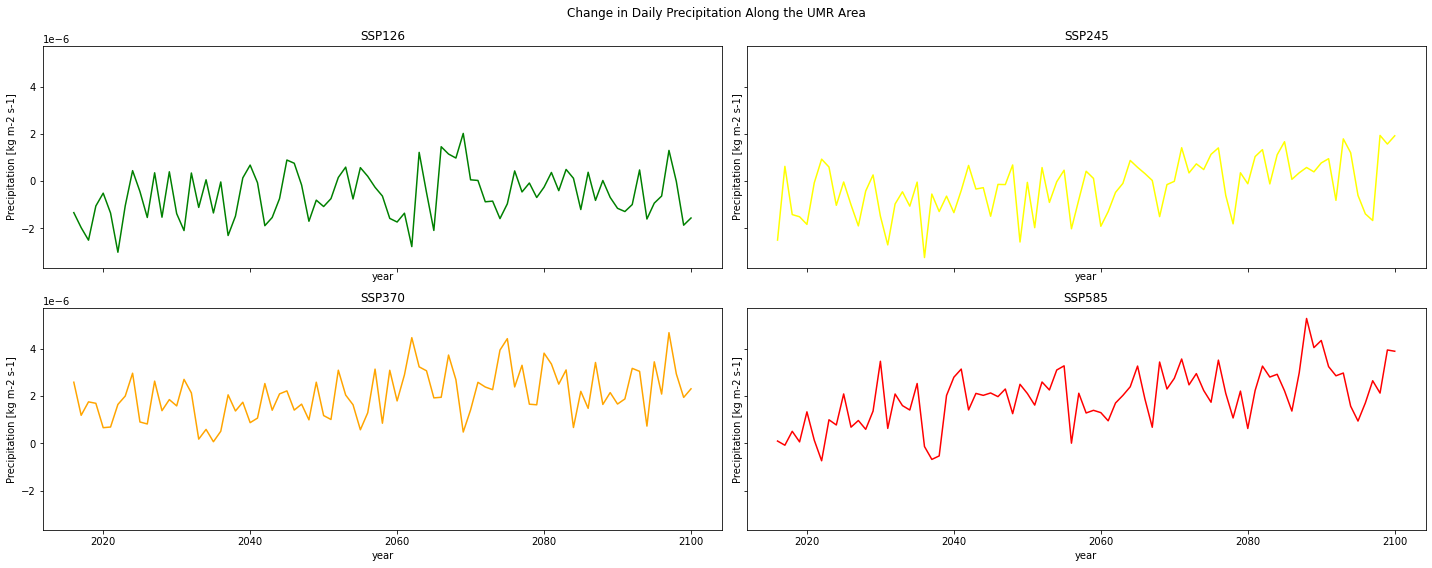 Change in Daily Precipitation Along the UMR Area
SSP126
1e−6
Precipitation [kg m-2 s-1]
4
2
0
−2
year
SSP245
Precipitation [kg m-2 s-1]
year
SSP370
1e−6
Precipitation [kg m-2 s-1]
4
2
0
−2
2020 2040 2060 2080 2100
year
SSP585
Precipitation [kg m-2 s-1]
2020 2040 2060 2080 2100
year